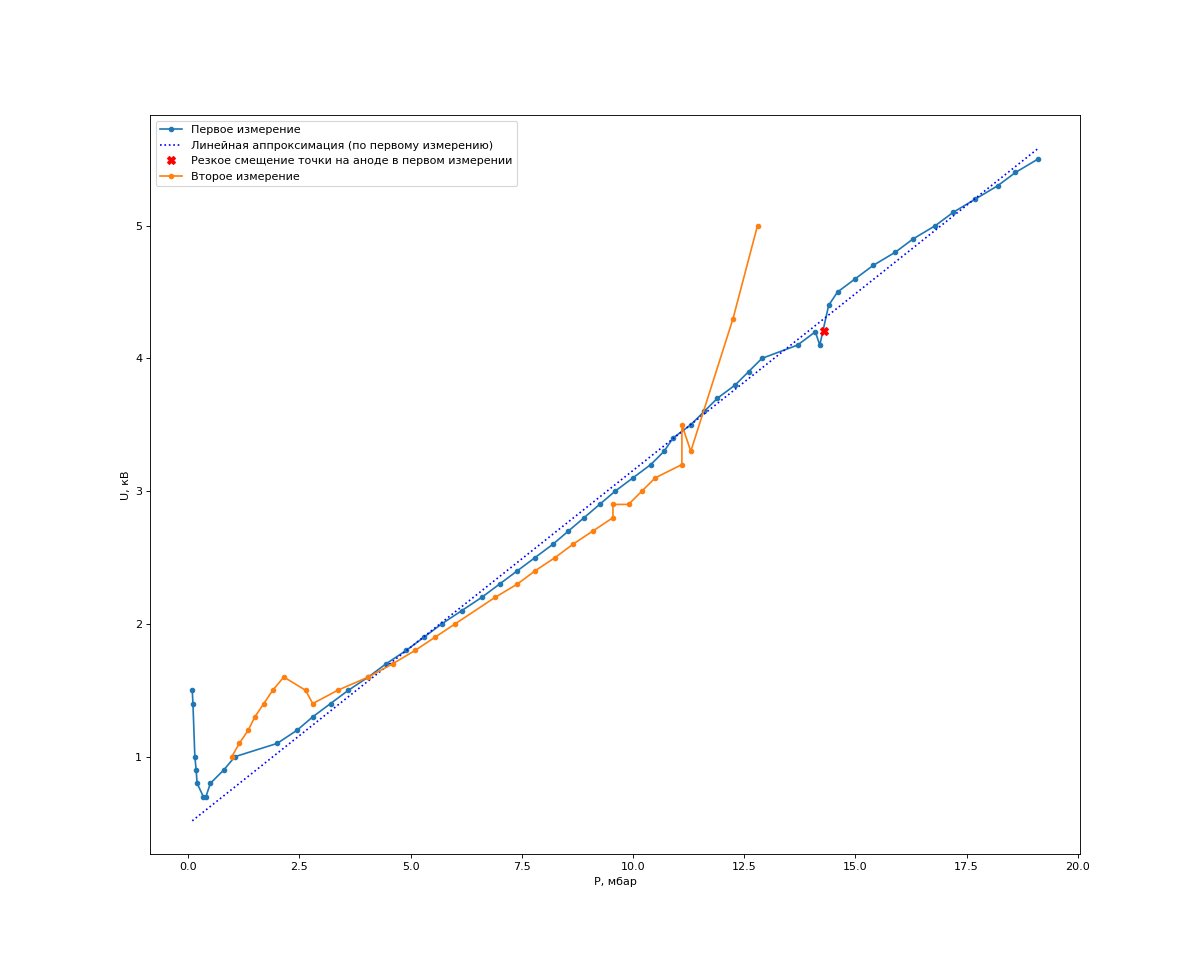 Первое измерение
Линейная аппроксимация (по первому измерению)
Резкое смещение точки на аноде в первом измерении
Второе измерение
5
4
3
2
1
U, кВ
0.0 2.5 5.0 7.5 10.0 12.5 15.0 17.5 20.0
P, мбар